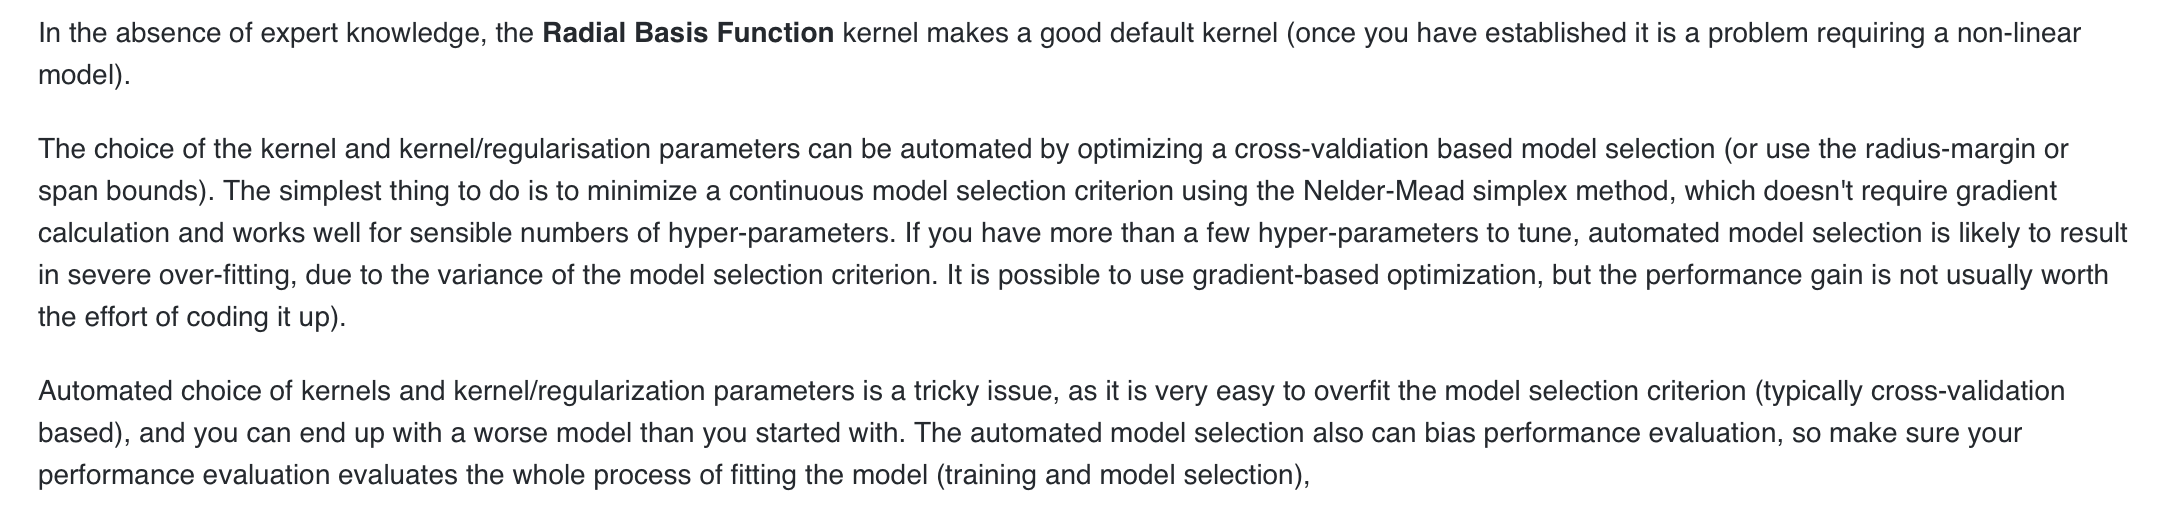 In the absence of expert knowledge, the Radial Basis Function kernel makes a good default kernel (once you have established it is a problem requiring a non-linear
model).
The choice of the kernel and kernel/regularisation parameters can be automated by optimizing a cross-valdiation based model selection (or use the radius-margin or
span bounds). The simplest thing to do is to minimize a continuous model selection criterion using the Nelder-Mead simplex method, which doesn't require gradient
calculation and works well for sensible numbers of hyper-parameters. If you have more than a few hyper-parameters to tune, automated model selection is likely to result
in severe over-fitting, due to the variance of the model selection criterion. It is possible to use gradient-based optimization, but the performance gain is not usually worth
the effort of coding it up).
Automated choice of kernels and kernel/regularization parameters is a tricky issue, as it is very easy to overfit the model selection criterion (typically cross-validation
based), and you can end up with a worse model than you started with. The automated model selection also can bias performance evaluation, so make sure your
performance evaluation evaluates the whole process of fitting the model (training and model selection),